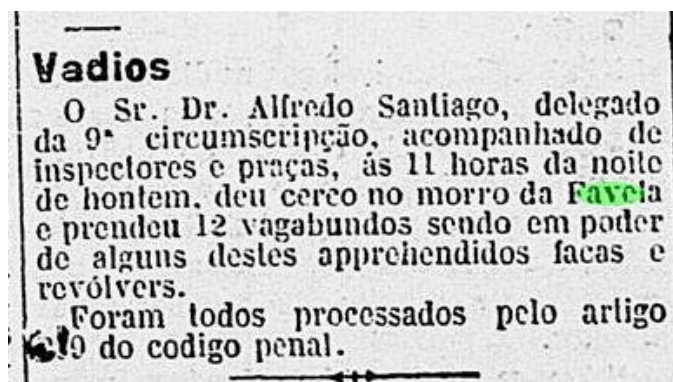 Vadios
O Sr. Dr. Alfredo Santiago, delegado
da 9ª circumscripção, acompanhado de
inspectores e praças, ás 11 horas da noite
de hontem, deu cerco no morro da Favela
e prendeu 12 vagabundos sendo em poder
de alguns destes apprehendidos facas e
revólvers.
Foram todos processados pelo artigo
do codigo penal.